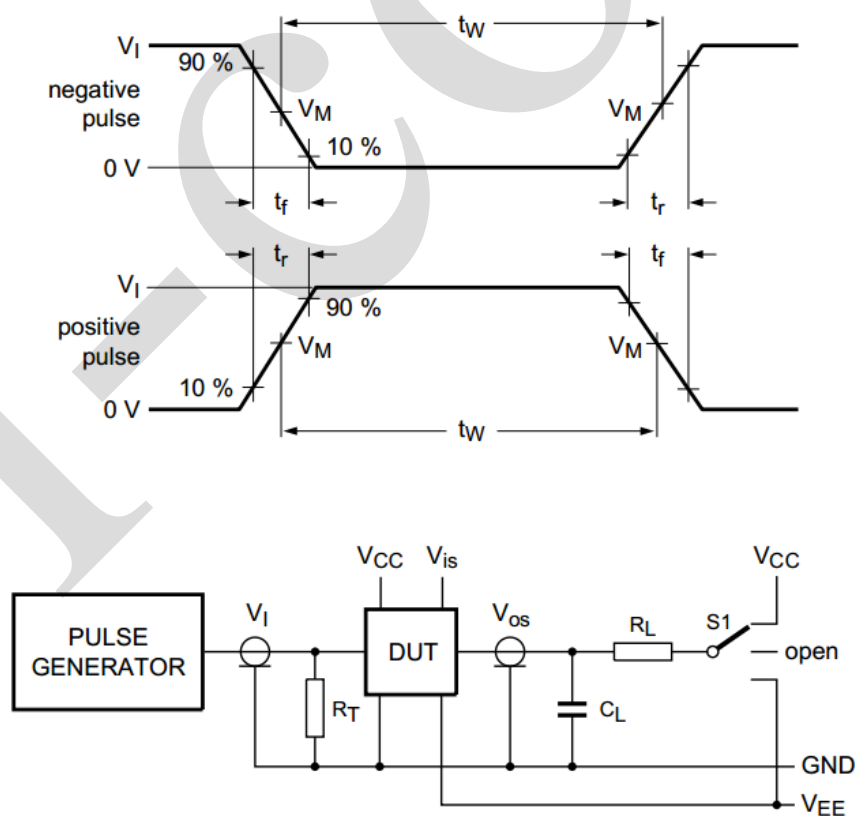 tW
VI
90 %
negative
pulse
VM
VM
10 %
0 V
tf
tr
tr
tf
VI
90 %
positive
pulse
VM
VM
10 %
0 V
tW
VCC
Vis
VCC
VI
Vos
RL
S1
PULSE
GENERATOR
DUT
open
RT
CL
GND
VEE